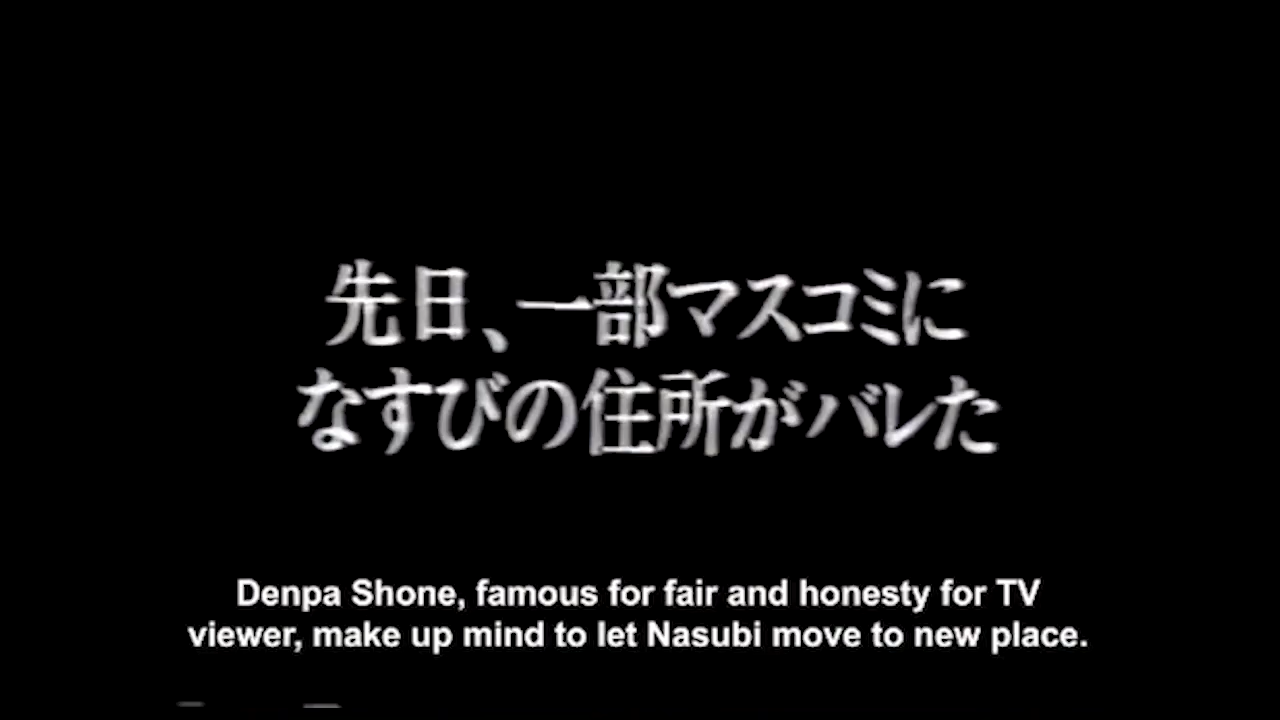 先日、一部マスコミに
なすびの住所がバレた
Denpa Shone, famous for fair and honesty for TV
viewer, make up mind to let Nasubi move to new place.